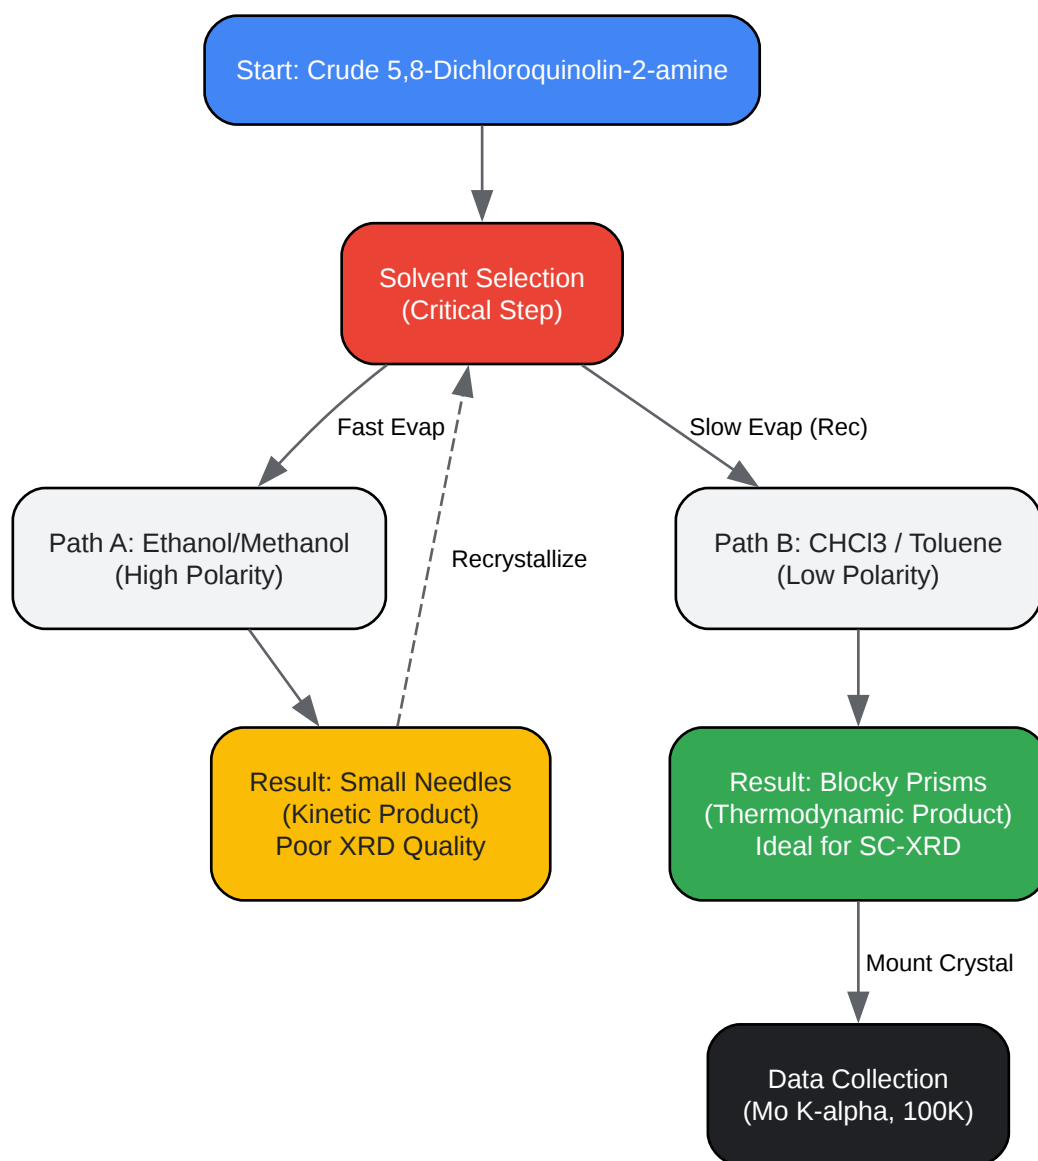 Start: Crude 5,8-Dichloroquinolin-2-amine
Solvent Selection
(Critical Step)
Fast Evap
Slow Evap (Rec)
Path A: Ethanol/Methanol
(High Polarity)
Recrystallize
Path B: CHCl3 / Toluene
(Low Polarity)
Result: Small Needles
(Kinetic Product)
Poor XRD Quality
Result: Blocky Prisms
(Thermodynamic Product)
Ideal for SC-XRD
Mount Crystal
Data Collection
(Mo K-alpha, 100K)